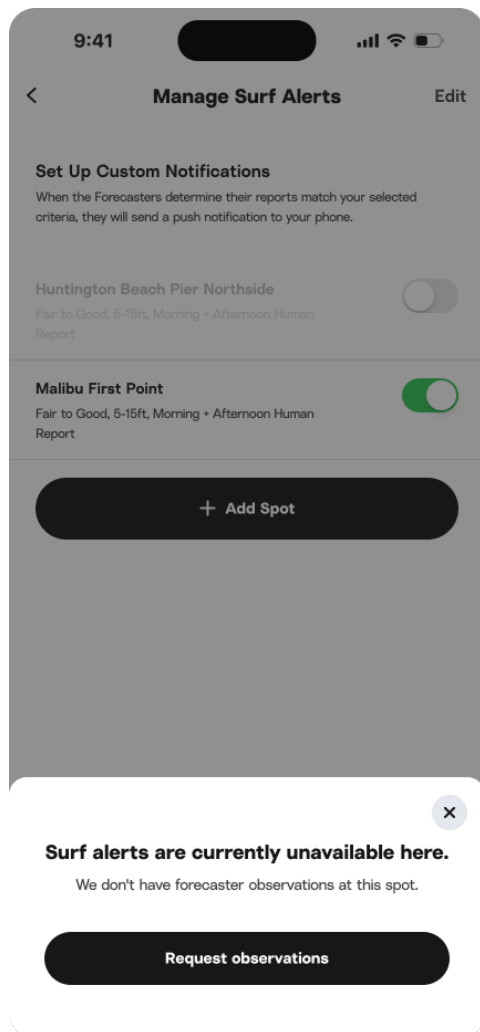 9:41
Manage Surf Alerts
Edit
Set Up Custom Notifications
When the Forecasters determine their reports match your selected
criteria, they will send a push notification to your phone.
Huntington Beach Pier Northside
Fair to Good, 5-15ft, Morning + Afternoon Human
Report
Malibu First Point
Fair to Good, 5-15ft, Morning + Afternoon Human
Report
+ Add Spot
Surf alerts are currently unavailable here.
We don't have forecaster observations at this spot.
Request observations